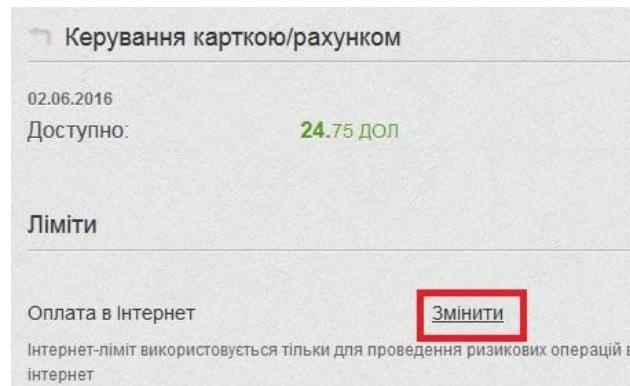 Керування карткою/рахунком
02.06.2016
Доступно: 24.75 ДОЛ
Ліміти
Оплата в Інтернет Змінити
Інтернет-ліміт використовується тільки для проведення ризикових операцій в
інтернет